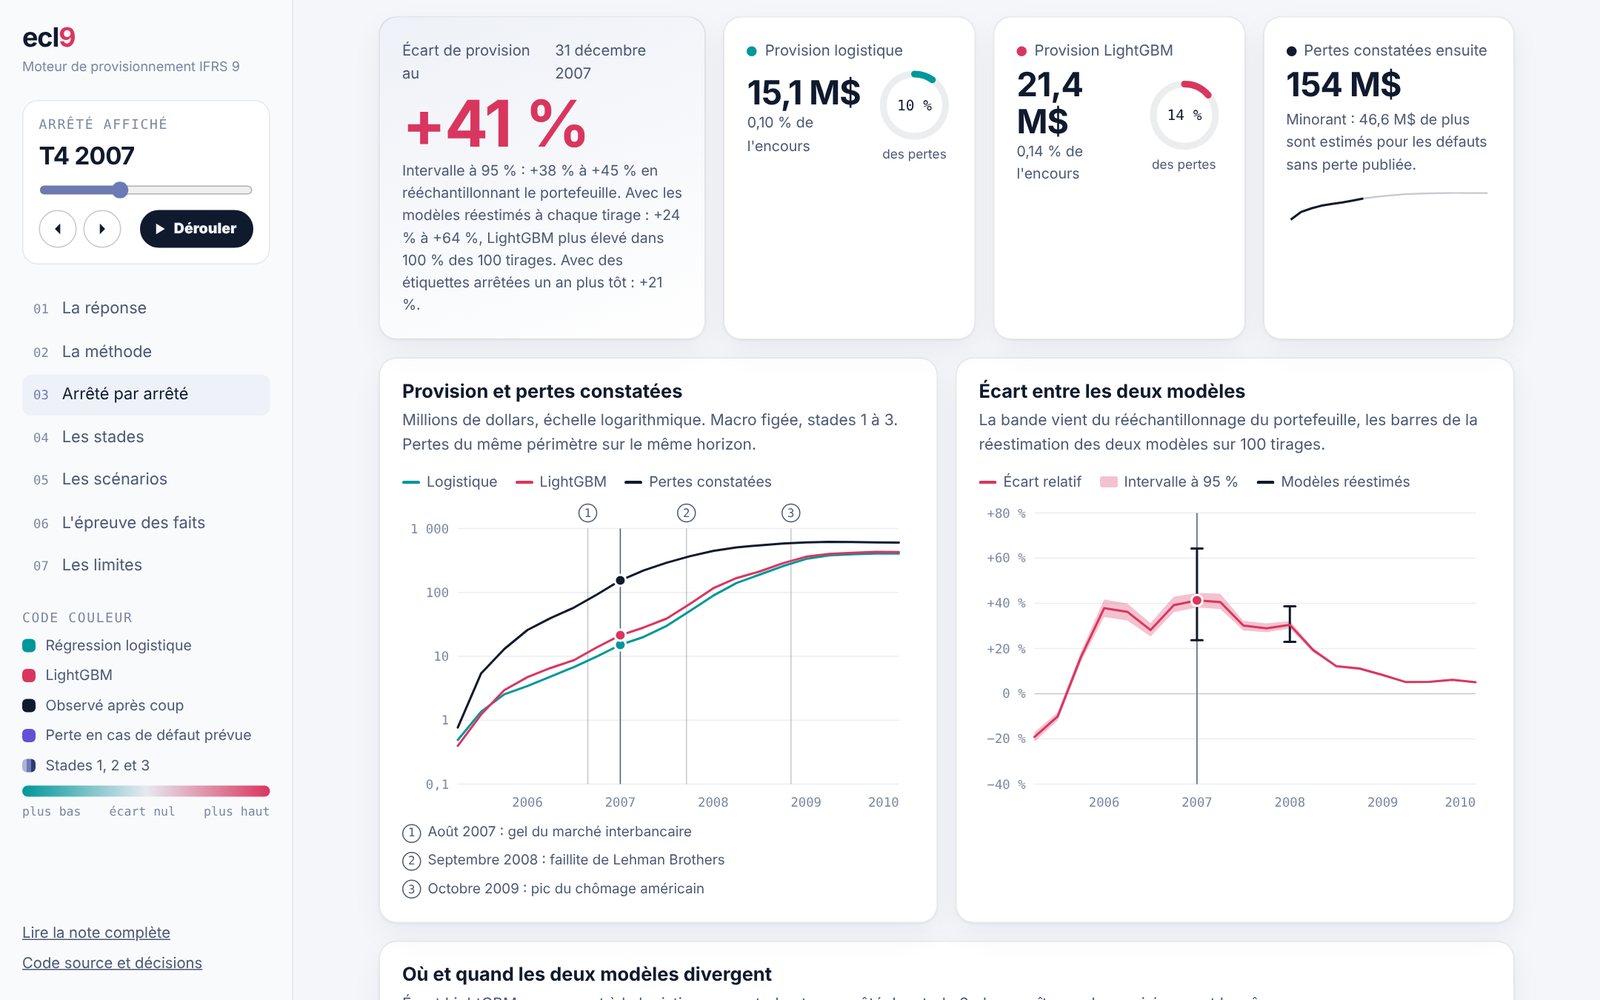 ecl9
Moteur de provisionnement IFRS 9
ARRÊTÉ AFFICHÉ
T4 2007
Dérouler
01 La réponse
02 La méthode
03 Arrêté par arrêté
04 Les stades
05 Les scénarios
06 L'épreuve des faits
07 Les limites
CODE COULEUR
Régression logistique
LightGBM
Observé après coup
Perte en cas de défaut prévue
Stades 1, 2 et 3
plus bas écart nul plus haut
Lire la note complète
Code source et décisions
Écart de provision au
31 décembre 2007
+41 %
Intervalle à 95 % : +38 % à +45 % en
rééchantillonnant le portefeuille. Avec les
modèles réestimés à chaque tirage : +24
% à +64 %, LightGBM plus élevé dans
100 % des 100 tirages. Avec des
étiquettes arrêtées un an plus tôt : +21
%.
Provision logistique
15,1 M$
0,10 % de
l'encours
10 %
des pertes
Provision LightGBM
21,4
M$
0,14 % de
l'encours
14 %
des pertes
Pertes constatées ensuite
154 M$
Minorant : 46,6 M$ de plus
sont estimés pour les défauts
sans perte publiée.
Provision et pertes constatées
Millions de dollars, échelle logarithmique. Macro figée, stades 1 à 3.
Pertes du même périmètre sur le même horizon.
Logistique LightGBM Pertes constatées
1 2 3
1 000
100
10
1
0,1
2006 2007 2008 2009 2010
1 Août 2007 : gel du marché interbancaire
2 Septembre 2008 : faillite de Lehman Brothers
3 Octobre 2009 : pic du chômage américain
Écart entre les deux modèles
La bande vient du rééchantillonnage du portefeuille, les barres de la
réestimation des deux modèles sur 100 tirages.
Écart relatif Intervalle à 95 % Modèles réestimés
+80 %
+60 %
+40 %
+20 %
0 %
−20 %
−40 %
2006 2007 2008 2009 2010
Où et quand les deux modèles divergent